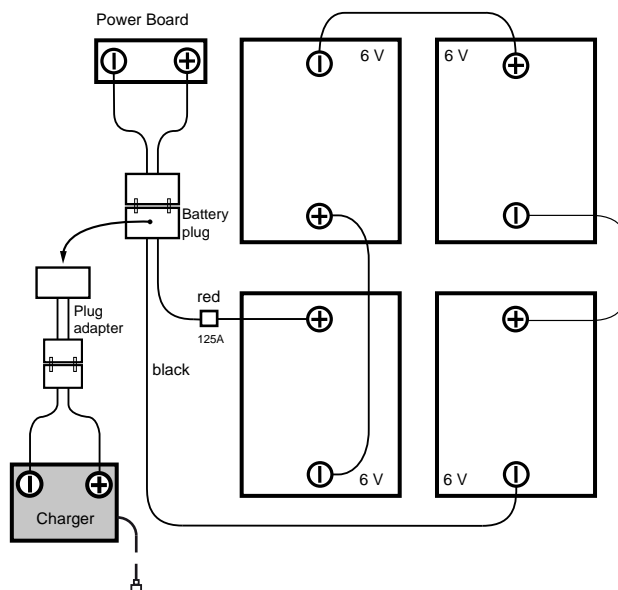 Power Board
6 V
6 V
Battery
plug
Plug
adapter
red
125A
black
6 V
6 V
Charger